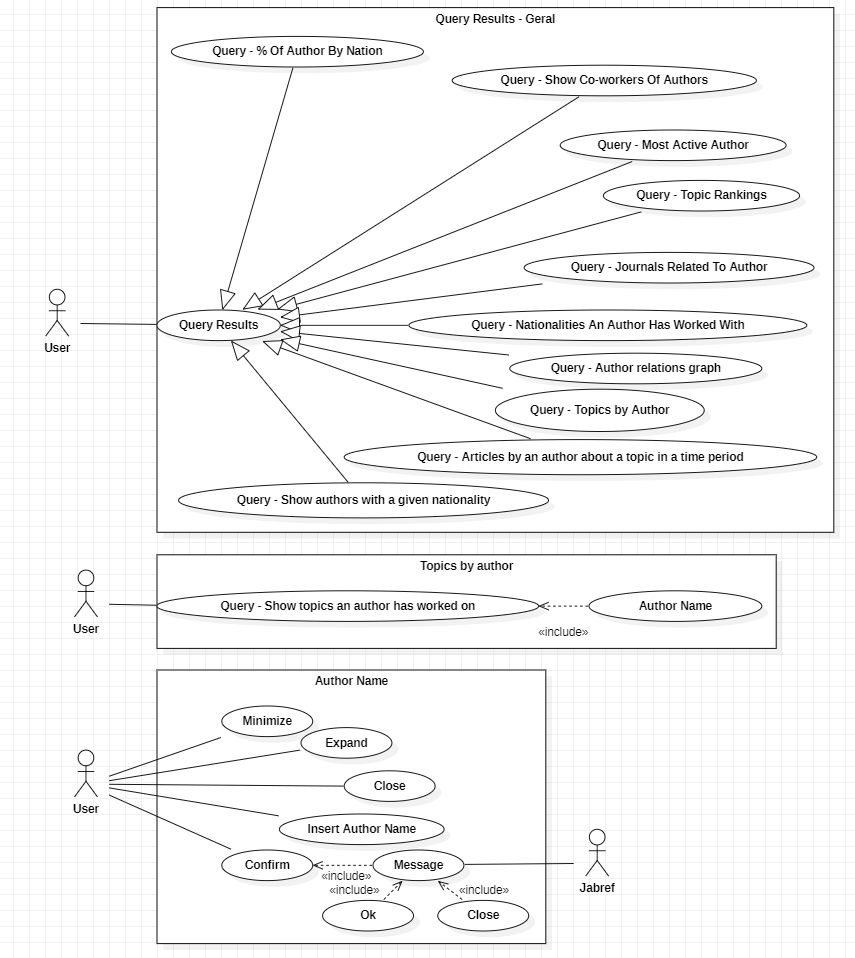 Query Results - Geral
Query - % Of Author By Nation
Query - Show Co-workers Of Authors
Query - Most Active Author
Query - Topic Rankings
Query - Journals Related To Author
User
Query Results
Query - Nationalities An Author Has Worked With
Query - Author relations graph
Query - Topics by Author
Query - Articles by an author about a topic in a time period
Query - Show authors with a given nationality
Topics by author
User
Query - Show topics an author has worked on
Author Name
«include»
Author Name
Minimize
Expand
User
Close
Insert Author Name
Confirm
Message
Jabref
«include»
«include»
«include»
Ok
Close